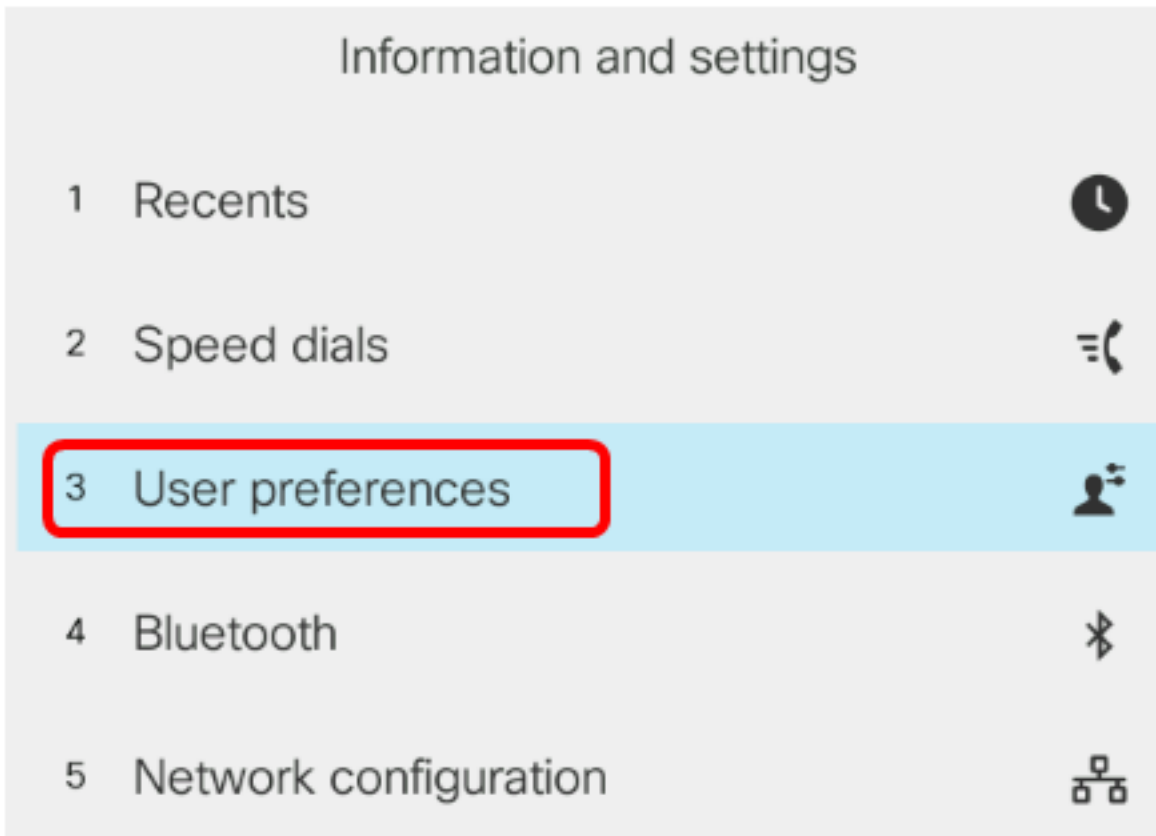 Information and settings
1 Recents
2 Speed dials
3 User preferences
4 Bluetooth
5 Network configuration